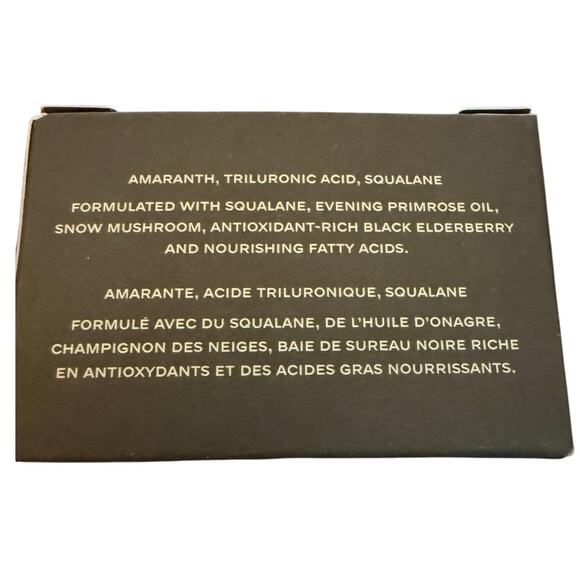 AMARANTH, TRILURONIC ACID, SQUALANE
FORMULATED WITH SQUALANE, EVENING PRIMROSE OIL,
SNOW MUSHROOM, ANTIOXIDANT-RICH BLACK ELDERBERRY
AND NOURISHING FATTY ACIDS.
AMARANTE, ACIDE TRILURONIQUE, SQUALANE
FORMULÉ AVEC DU SQUALANE, DE L'HUILE D'ONAGRE,
CHAMPIGNON DES NEIGES, BAIE DE SUREAU NOIRE RICHE
EN ANTIOXYDANTS ET DES ACIDES GRAS NOURRISSANTS.